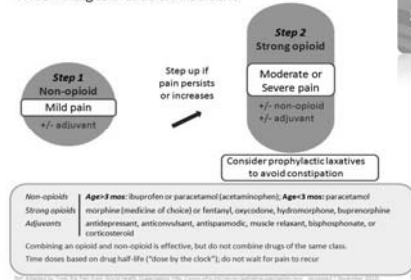 Step 1
Non-opioid
Mild pain
+/- adjuvant
Step up if
pain persists
or increases
Step 2
Strong opioid
Moderate or
Severe pain
+/- non-opioid
+/- adjuvant
Consider prophylactic laxatives
to avoid constipation
Non-opioids Age>3 mos: ibuprofen or paracetamol (acetaminophen); Age<3 mos: paracetamol
Strong opioids morphine (medicine of choice) or fentanyl, oxycodone, hydromorphone, buprenorphine
Adjuvants antidepressant, anticonvulsant, antispasmodic, muscle relaxant, bisphosphonate, or
corticosteroid
Combining an opioid and non-opioid is effective, but do not combine drugs of the same class.
Time doses based on drug half-life ("dose by the clock"); do not wait for pain to recur